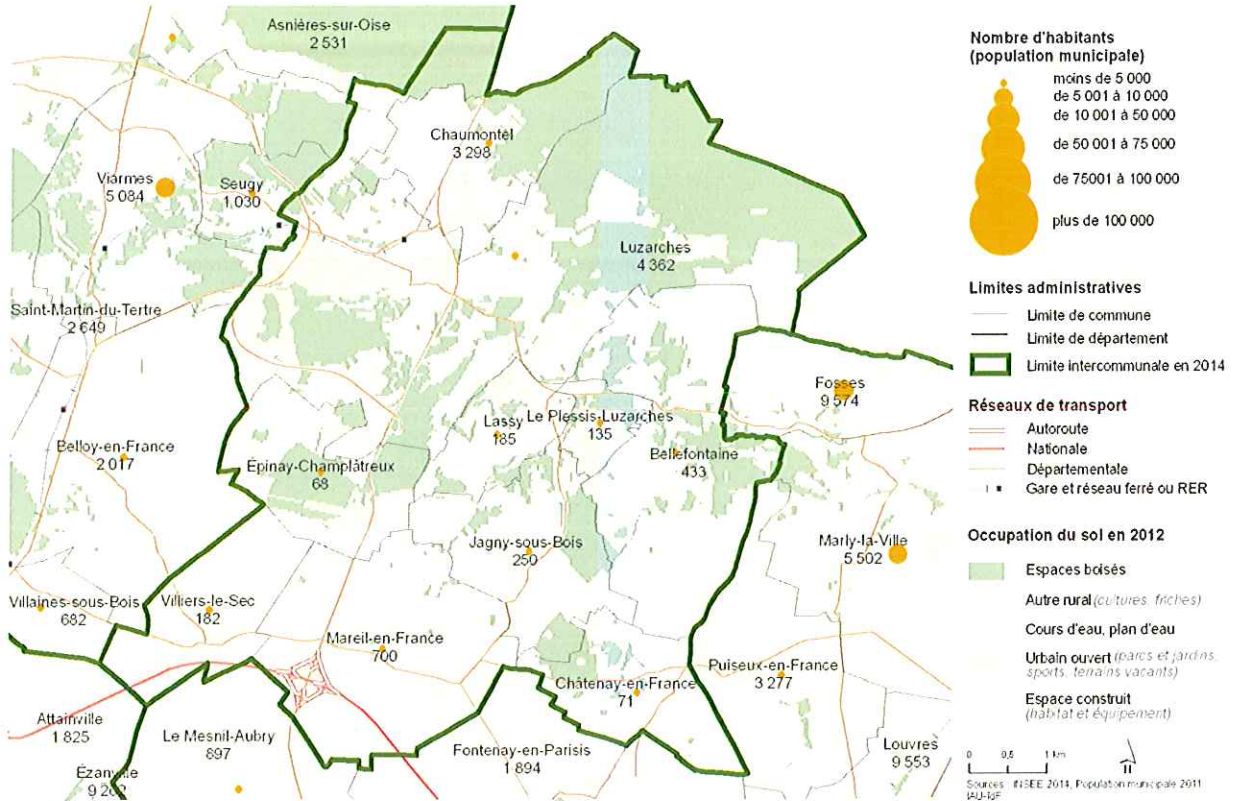 Asnières-sur-Oise
2 531
Chaumontel
3 298
Viarmes
5 084
Seugy
1 030
Luzarches
4 362
Saint-Martin-du-Tertre
2 649
Fosses
9 574
Lassy
185
Le Plessis-Luzarches
135
Belloy-en-France
2 017
Épinay-Champlâtreux
68
Bellefontaine
433
Jagny-sous-Bois
250
Marly-la-Ville
5 502
Villaines-sous-Bois
682
Villiers-le-Sec
182
Mareil-en-France
700
Châtenay-en-France
71
Puiseux-en-France
3 277
Attainville
1 825
Le Mesnil-Aubry
897
Fontenay-en-Parisis
1 894
Louvres
9 553
Ézanville
Nombre d'habitants
(population municipale)
moins de 5 000
de 5 001 à 10 000
de 10 001 à 50 000
de 50 001 à 75 000
de 75001 à 100 000
plus de 100 000
Limites administratives
Limite de commune
Limite de département
Limite intercommunale en 2014
Réseaux de transport
Autoroute
Nationale
Départementale
Gare et réseau ferré ou RER
Occupation du sol en 2012
Espaces boisés
Autre rural (cultures, friches)
Cours d'eau, plan d'eau
Urbain ouvert (parcs et jardins,
sports, terrains vacants)
Espace construit
(habitat et équipement)
0 0,5 1 km
Sources : INSEE 2014, Population municipale 2011
IAU-IdF